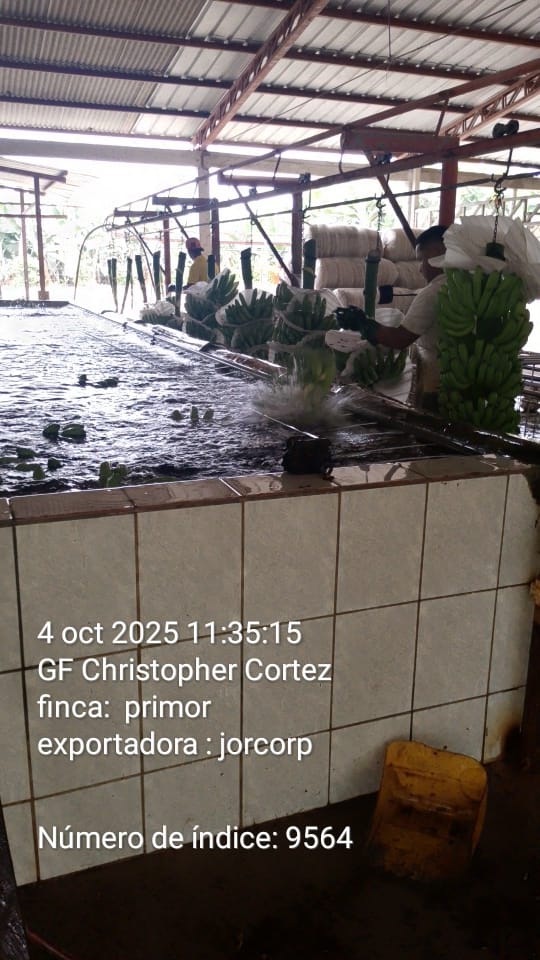 4 oct 2025 11:35:15
GF Christopher Cortez
finca:  primor
exportadora : jorcorp
Número de índice: 9564